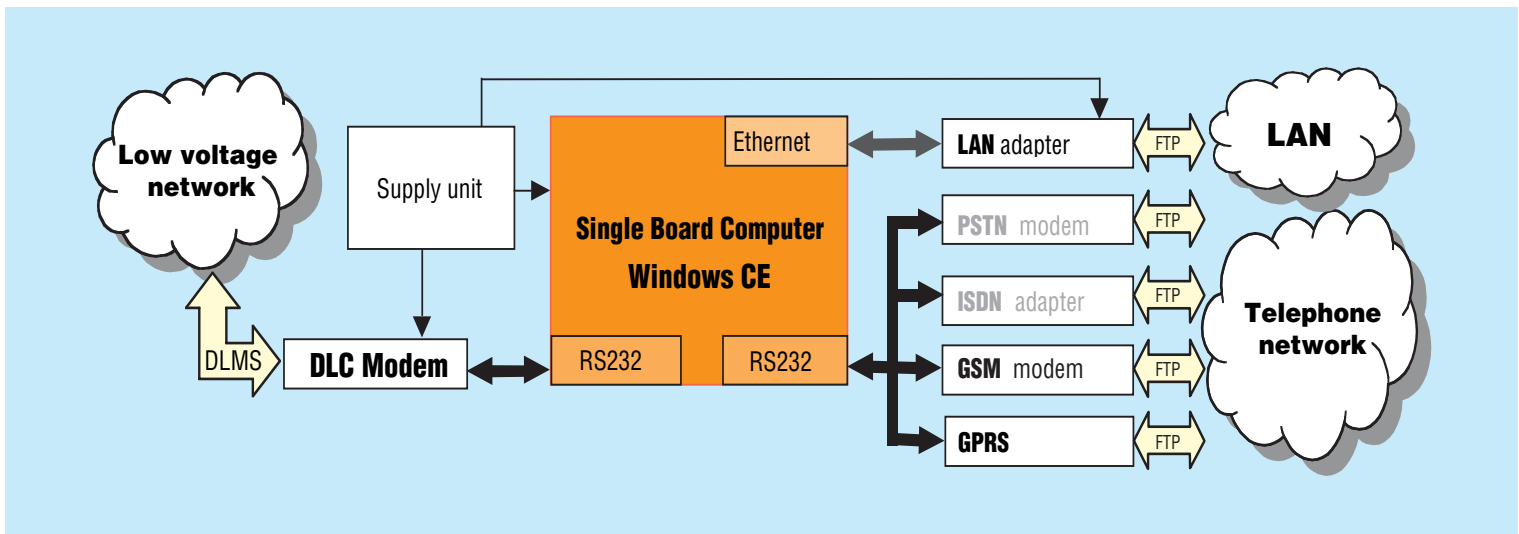 Low voltage
network
DLMS
Supply unit
DLC Modem
Ethernet
Single Board Computer
Windows CE
RS232
RS232
LAN adapter
PSTN modem
ISDN adapter
GSM modem
GPRS
FTP
FTP
FTP
FTP
FTP
LAN
Telephone
network